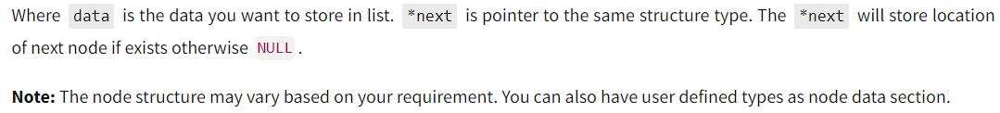 Where data is the data you want to store in list. *next is pointer to the same structure type. The *next will store location
of next node if exists otherwise NULL .
Note: The node structure may vary based on your requirement. You can also have user defined types as node data section.